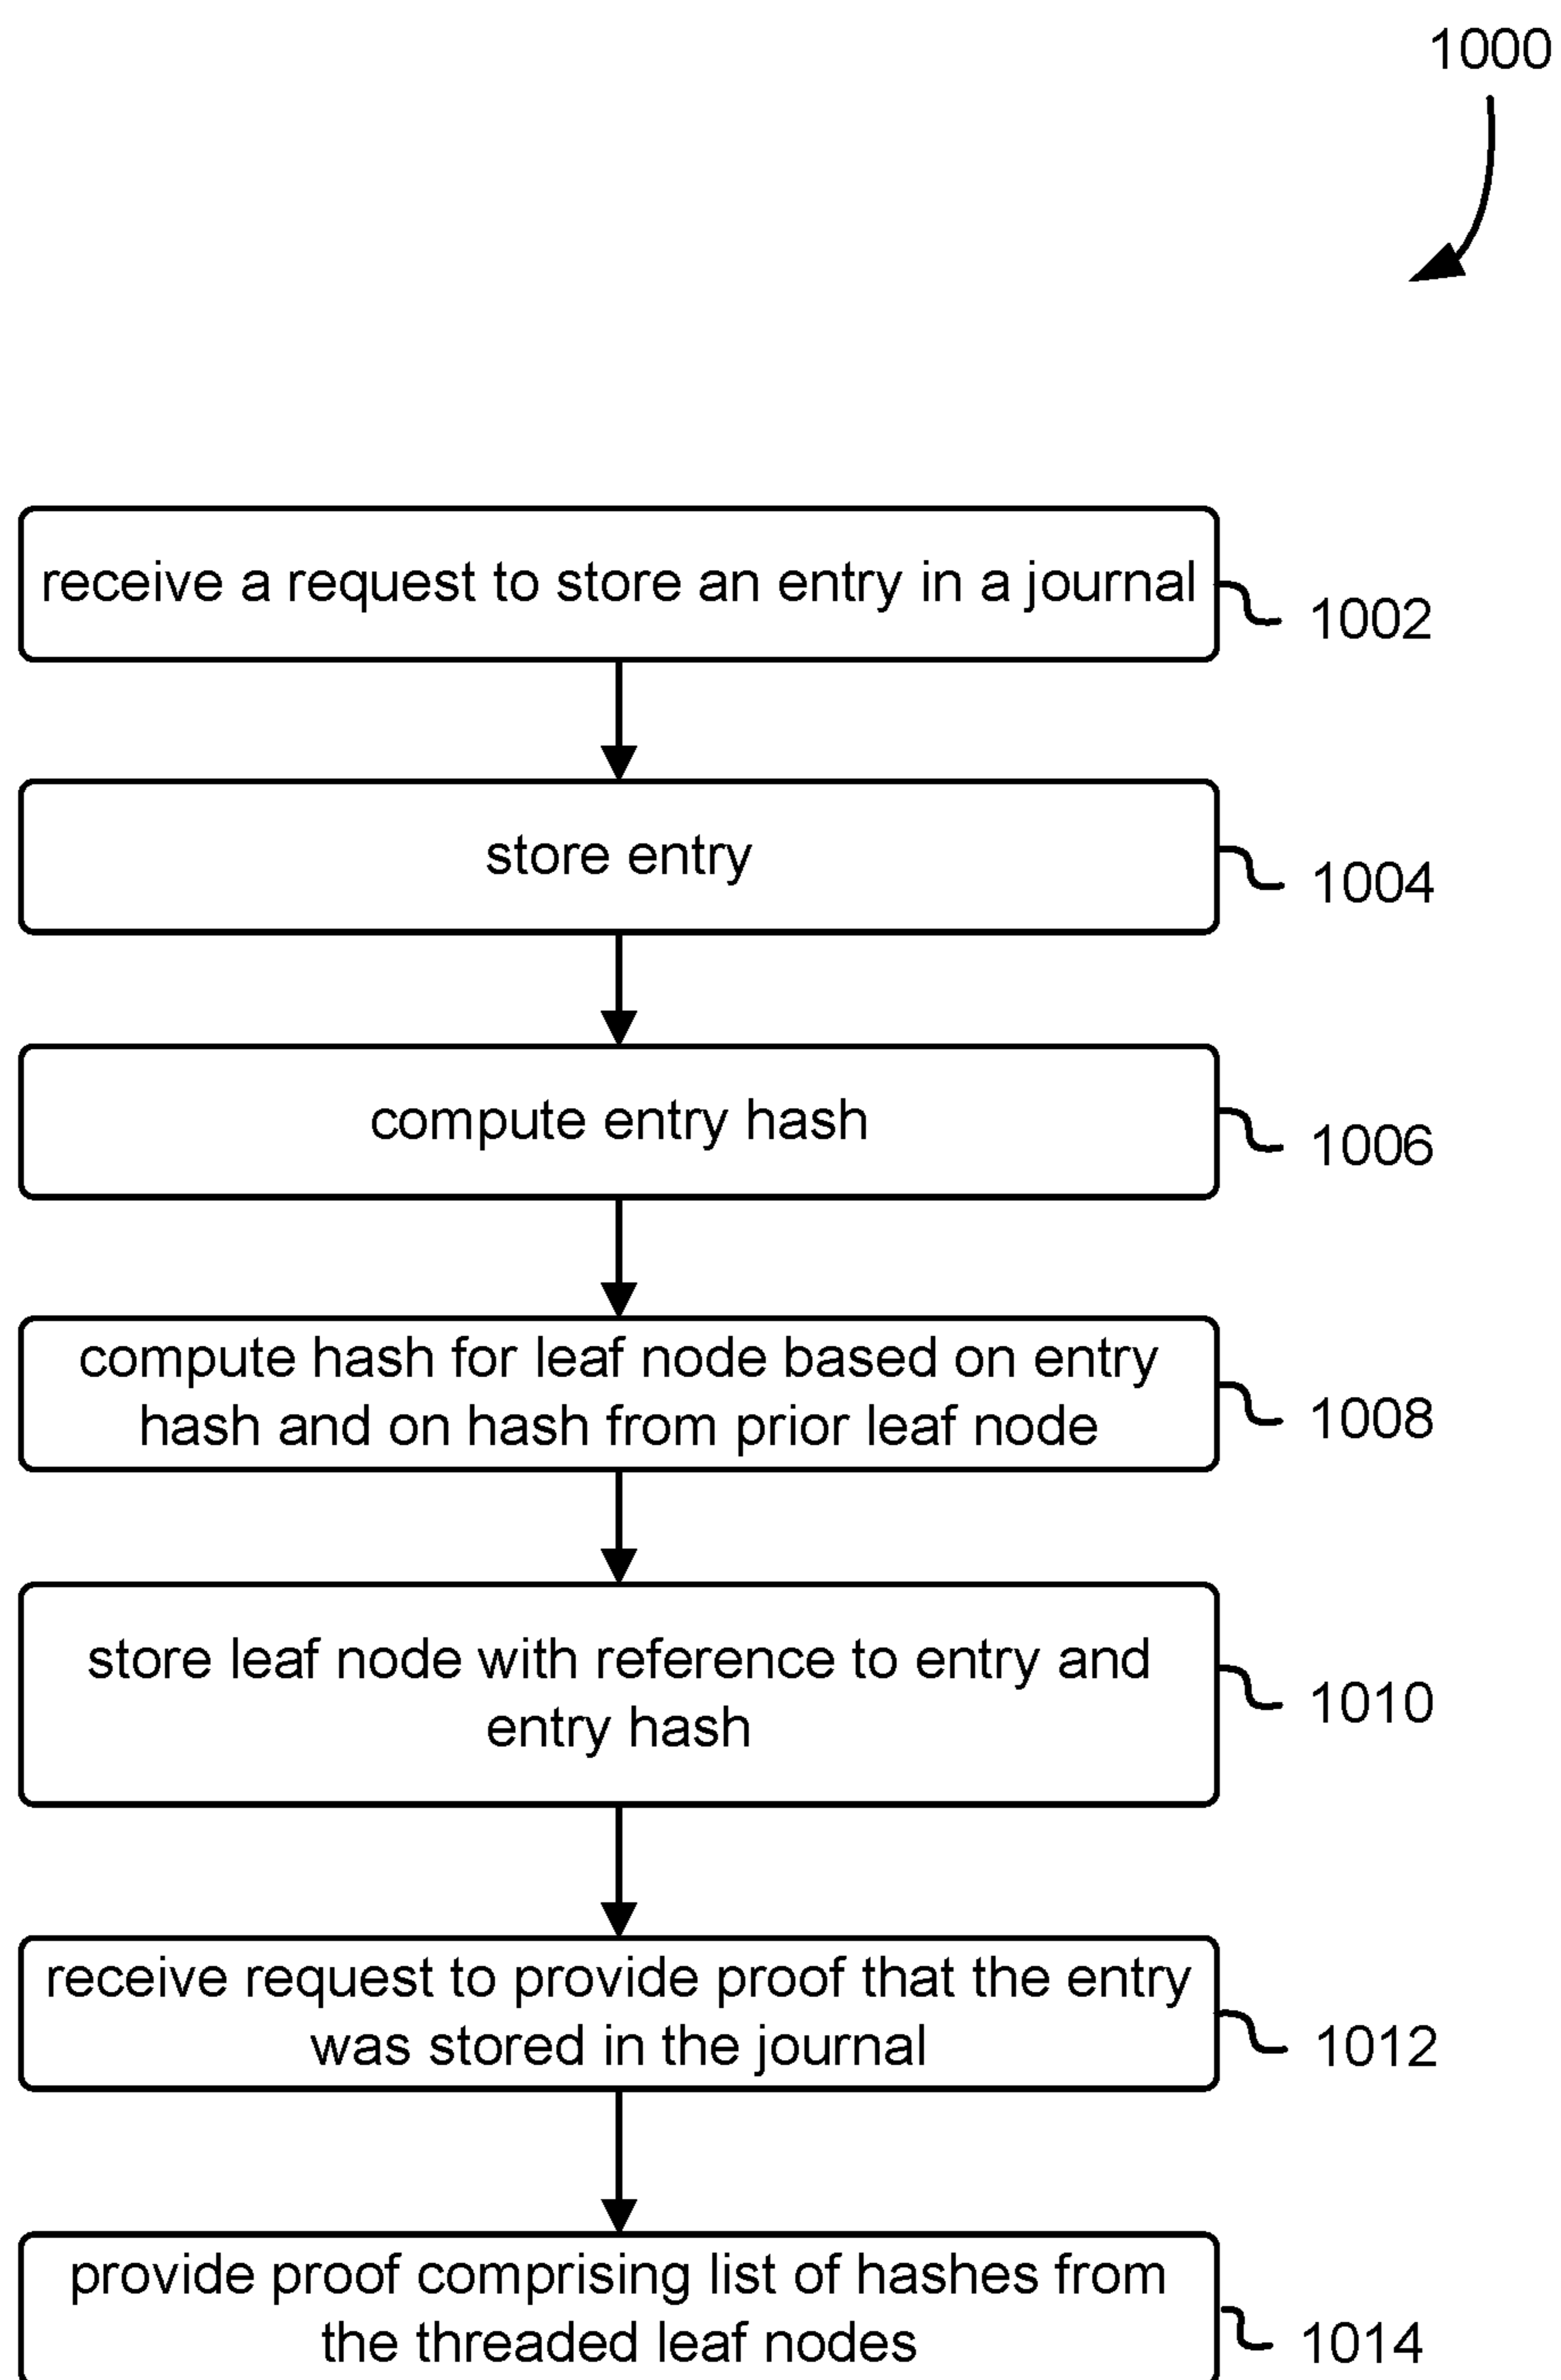 1000
receive a request to store an entry in a journal
1002
store entry
1004
compute entry hash
1006
compute hash for leaf node based on entry
hash and on hash from prior leaf node
1008
store leaf node with reference to entry and
entry hash
1010
receive request to provide proof that the entry
was stored in the journal
1012
provide proof comprising list of hashes from
the threaded leaf nodes
1014